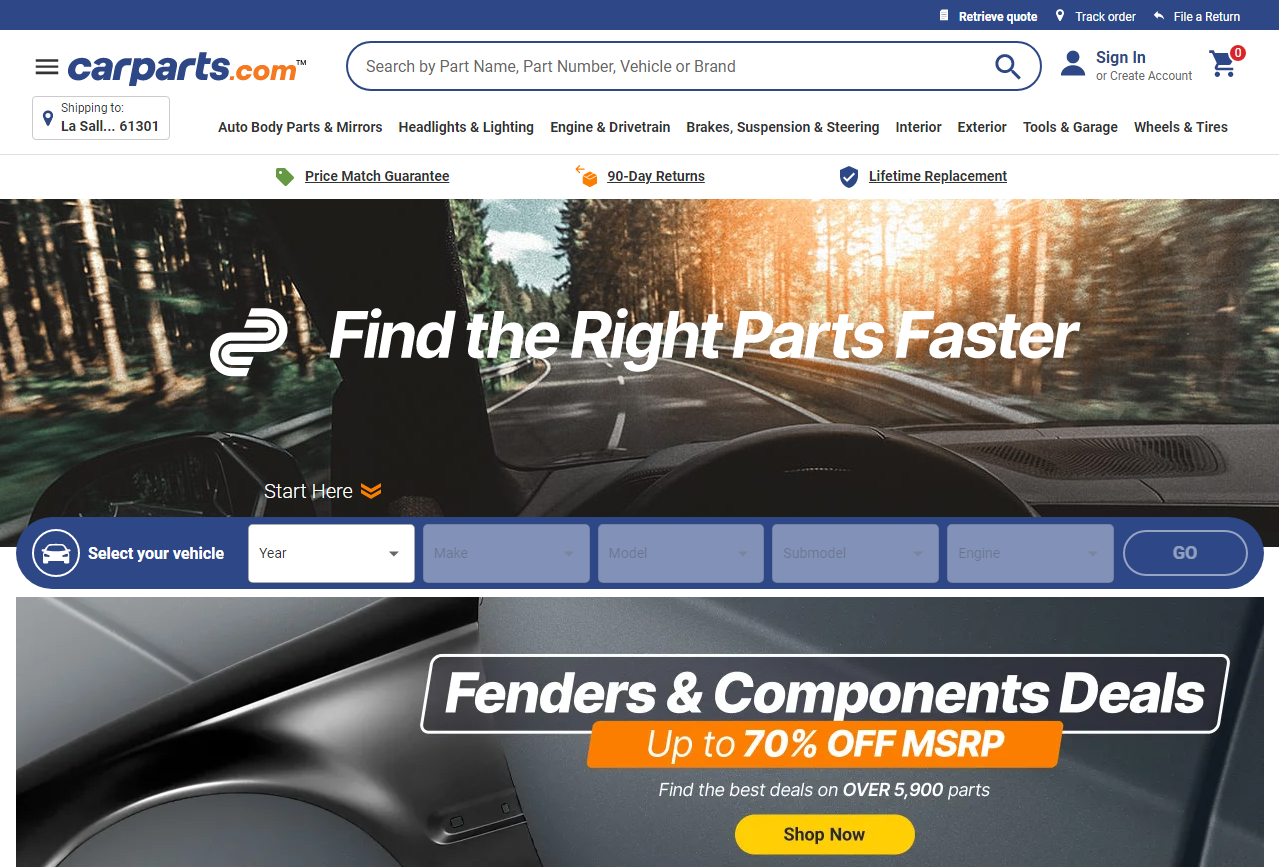 Retrieve quote
Track order
File a Return
carparts.com™
Search by Part Name, Part Number, Vehicle or Brand
Sign In
or Create Account
0
Shipping to:
La Sall... 61301
Auto Body Parts & Mirrors
Headlights & Lighting
Engine & Drivetrain
Brakes, Suspension & Steering
Interior
Exterior
Tools & Garage
Wheels & Tires
Price Match Guarantee
90-Day Returns
Lifetime Replacement
Find the Right Parts Faster
Start Here
Select your vehicle
Year
Make
Model
Submodel
Engine
GO
Fenders & Components Deals
Up to 70% OFF MSRP
Find the best deals on OVER 5,900 parts
Shop Now